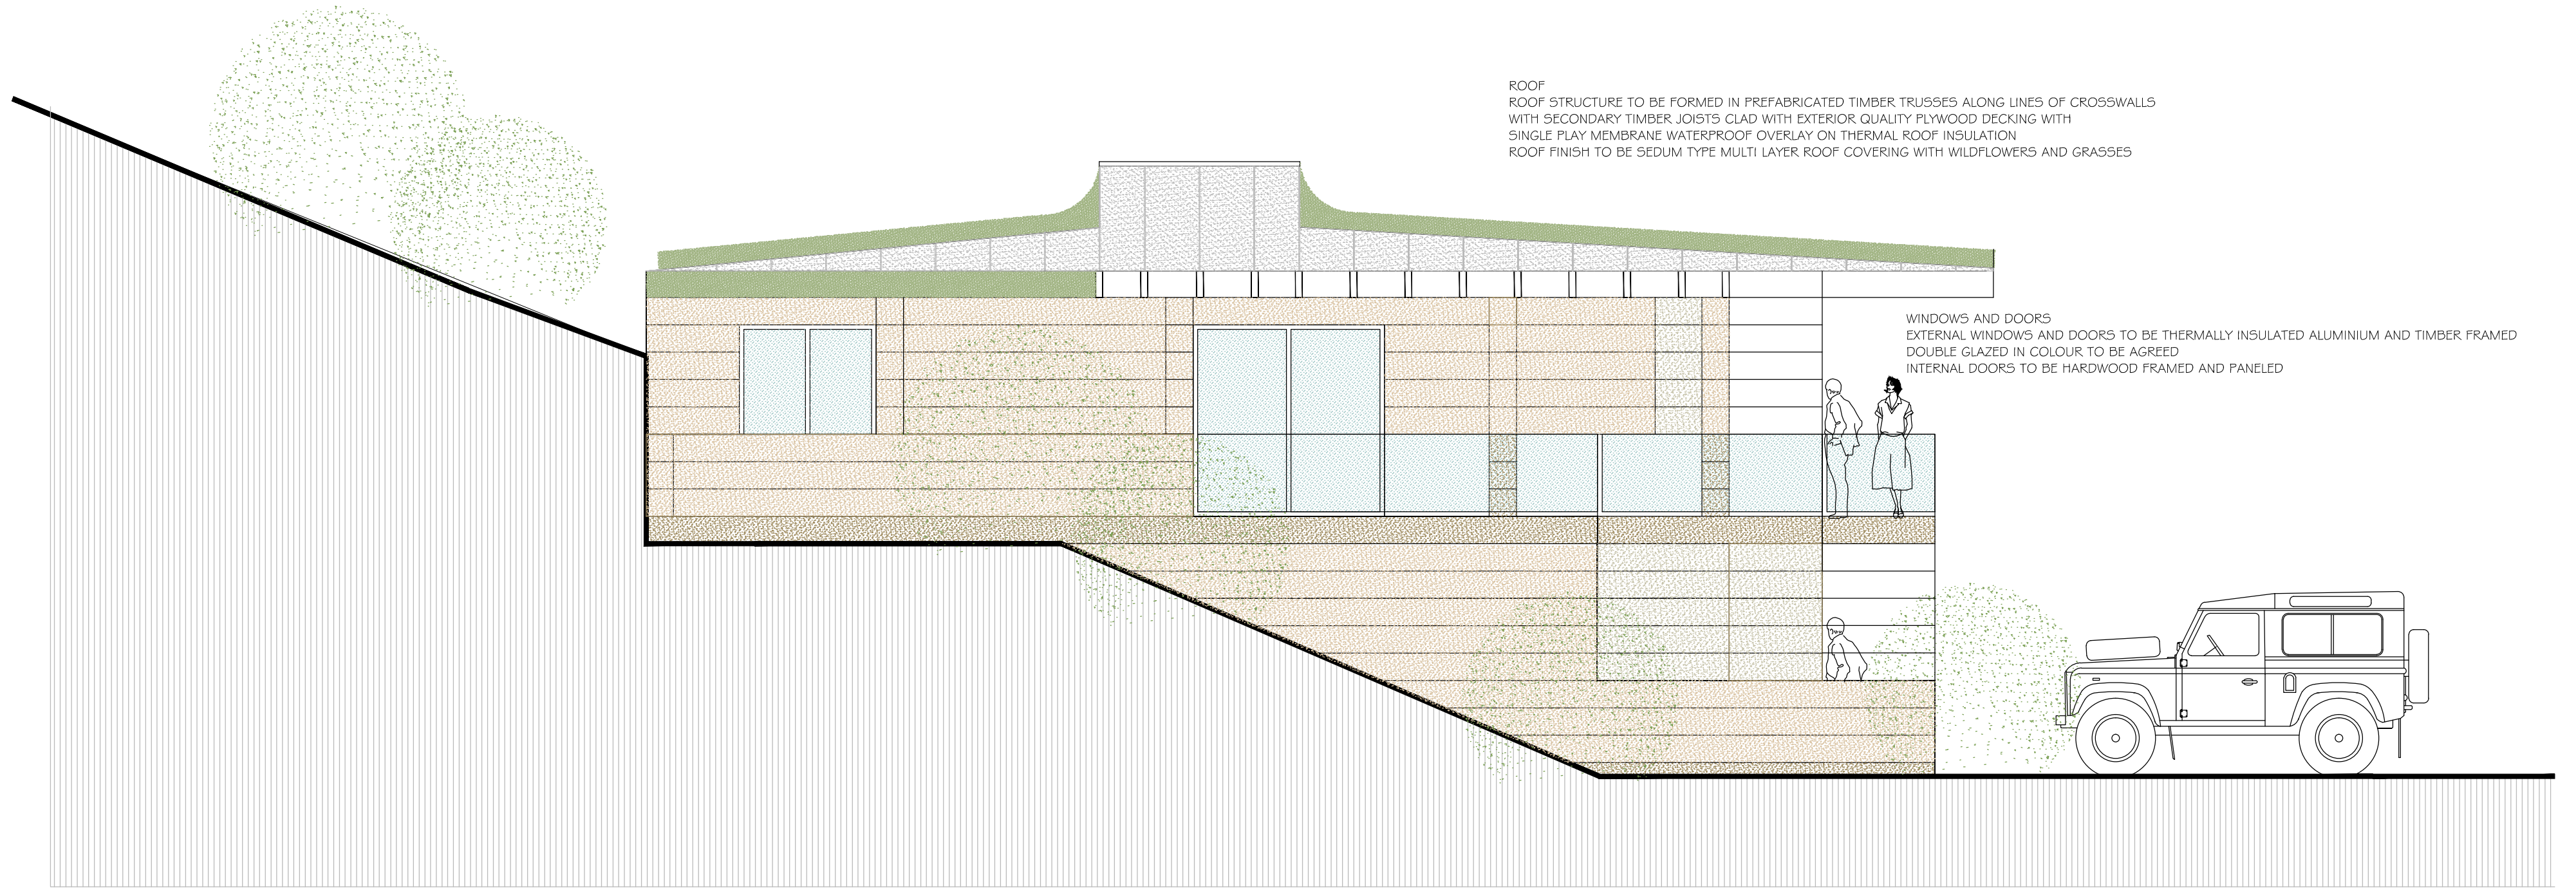 ROOF
ROOF STRUCTURE TO BE FORMED IN PREFABRICATED TIMBER TRUSSES ALONG LINES OF CROSSWALLS
WITH SECONDARY TIMBER JOISTS CLAD WITH EXTERIOR QUALITY PLYWOOD DECKING WITH
SINGLE PLAY MEMBRANE WATERPROOF OVERLAY ON THERMAL ROOF INSULATION
ROOF FINISH TO BE SEDUM TYPE MULTI LAYER ROOF COVERING WITH WILDFLOWERS AND GRASSES
WINDOWS AND DOORS
EXTERNAL WINDOWS AND DOORS TO BE THERMALLY INSULATED ALUMINIUM AND TIMBER FRAMED
DOUBLE GLAZED IN COLOUR TO BE AGREED
INTERNAL DOORS TO BE HARDWOOD FRAMED AND PANELED